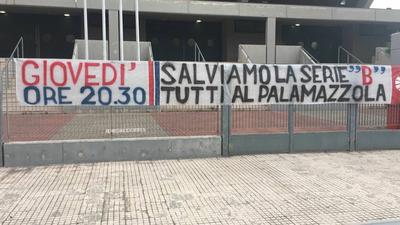 GIOVEDI'
ORE 20.30
SALVIAMO LA SERIE "B"
TUTTI AL PALAMAZZOLA